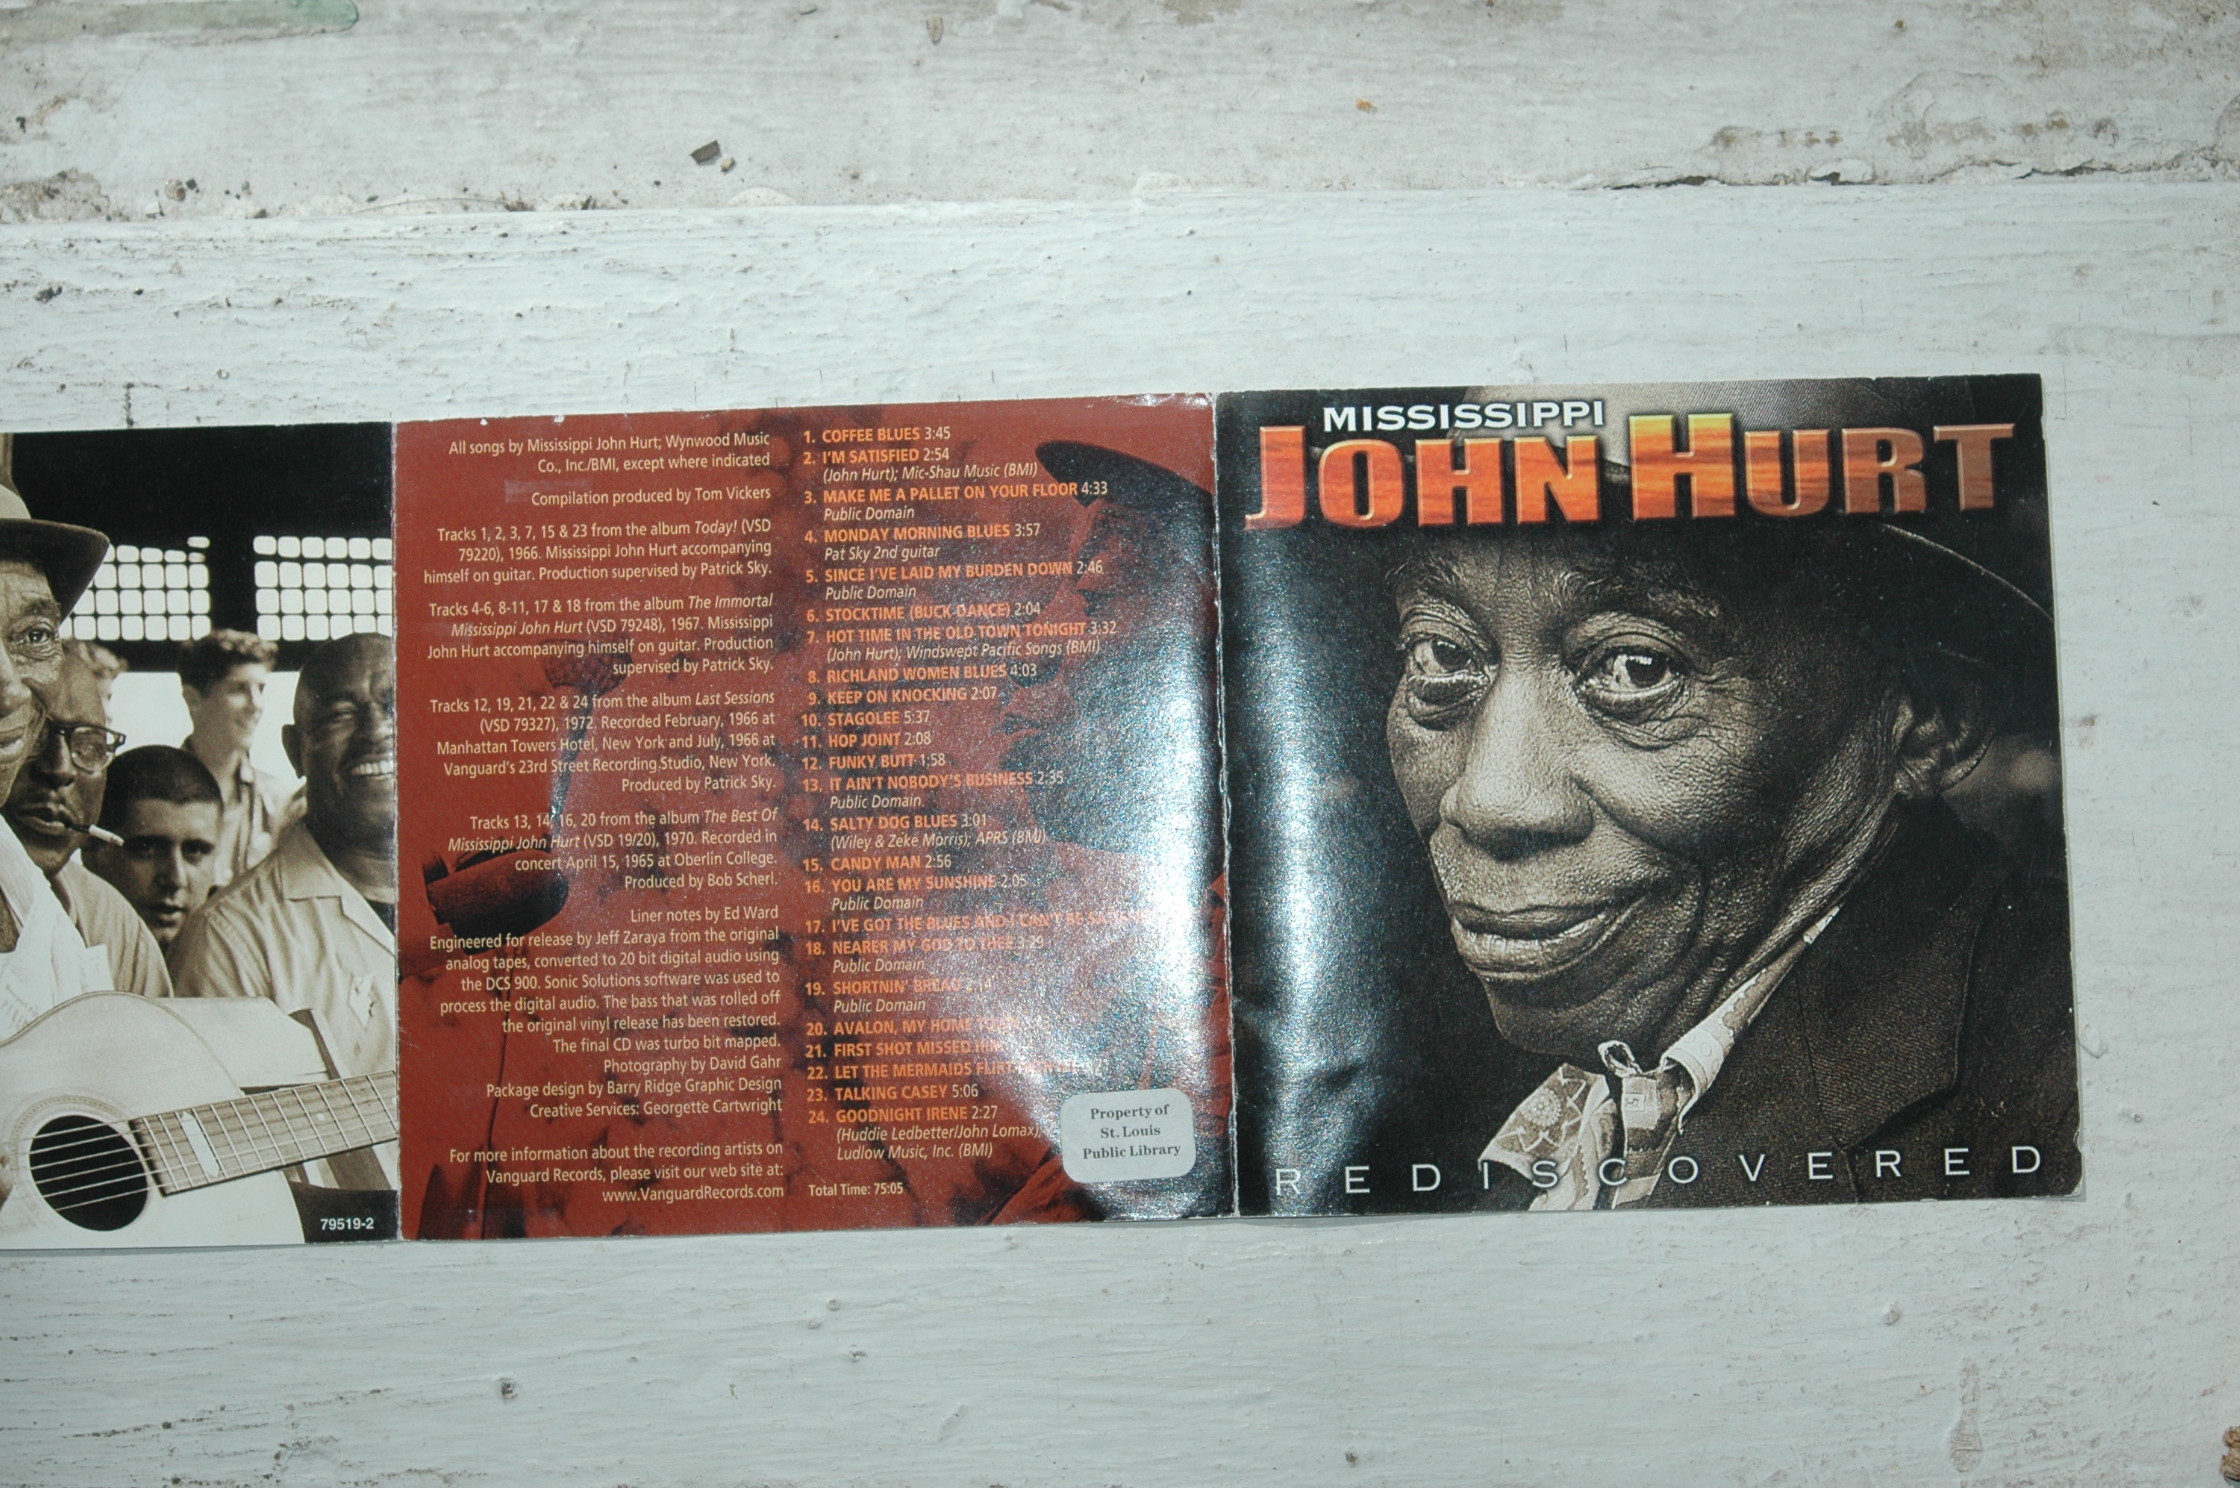 79519-2
All songs by Mississippi John Hurt; Wynwood Music
Co., Inc./BMI, except where indicated
Compilation produced by Tom Vickers
Tracks 1, 2, 3, 7, 15 & 23 from the album Today! (VSD
79220), 1966. Mississippi John Hurt accompanying
himself on guitar. Production supervised by Patrick Sky.
Tracks 4-6, 8-11, 17 & 18 from the album The Immortal
Mississippi John Hurt (VSD 79248), 1967. Mississippi
John Hurt accompanying himself on guitar. Production
supervised by Patrick Sky.
Tracks 12, 19, 21, 22 & 24 from the album Last Sessions
(VSD 79327), 1972. Recorded February, 1966 at
Manhattan Towers Hotel, New York and July, 1966 at
Vanguard's 23rd Street Recording Studio, New York.
Produced by Patrick Sky.
Tracks 13, 14, 16, 20 from the album The Best Of
Mississippi John Hurt (VSD 19/20), 1970. Recorded in
concert April 15, 1965 at Oberlin College.
Produced by Bob Scherl.
Liner notes by Ed Ward
Engineered for release by Jeff Zaraya from the original
analog tapes, converted to 20 bit digital audio using
the DCS 900. Sonic Solutions software was used to
process the digital audio. The bass that was rolled off
the original vinyl release has been restored.
The final CD was turbo bit mapped.
Photography by David Gahr
Package design by Barry Ridge Graphic Design
Creative Services: Georgette Cartwright
For more information about the recording artists on
Vanguard Records, please visit our web site at:
www.VanguardRecords.com
1. COFFEE BLUES 3:45
2. I'M SATISFIED 2:54
(John Hurt); Mic-Shau Music (BMI)
3. MAKE ME A PALLET ON YOUR FLOOR 4:33
Public Domain
4. MONDAY MORNING BLUES 3:57
Pat Sky 2nd guitar
5. SINCE I'VE LAID MY BURDEN DOWN 2:46
Public Domain
6. STOCKTIME (BUCK DANCE) 2:04
7. HOT TIME IN THE OLD TOWN TONIGHT 3:32
(John Hurt); Windswept Pacific Songs (BMI)
8. RICHLAND WOMEN BLUES 4:03
9. KEEP ON KNOCKING 2:07
10. STAGOLEE 5:37
11. HOP JOINT 2:08
12. FUNKY BUTT 1:58
13. IT AIN'T NOBODY'S BUSINESS 2:35
Public Domain
14. SALTY DOG BLUES 3:01
(Wiley & Zeke Morris); APRS (BMI)
15. CANDY MAN 2:56
16. YOU ARE MY SUNSHINE 2:05
Public Domain
17. I'VE GOT THE BLUES AND I CAN'T BE
18. NEARER MY GOD TO THEE 3:29
Public Domain
19. SHORTNIN' BREAD 2:14
Public Domain
20. AVALON, MY HOME
21. FIRST SHOT MISSED HIM
22. LET THE MERMAIDS FLIRT
23. TALKING CASEY 5:06
24. GOODNIGHT IRENE 2:27
(Huddie Ledbetter/John Lomax);
Ludlow Music, Inc. (BMI)
Total Time: 75:05
Property of
St. Louis
Public Library
MISSISSIPPI
JOHN HURT
REDISCOVERED